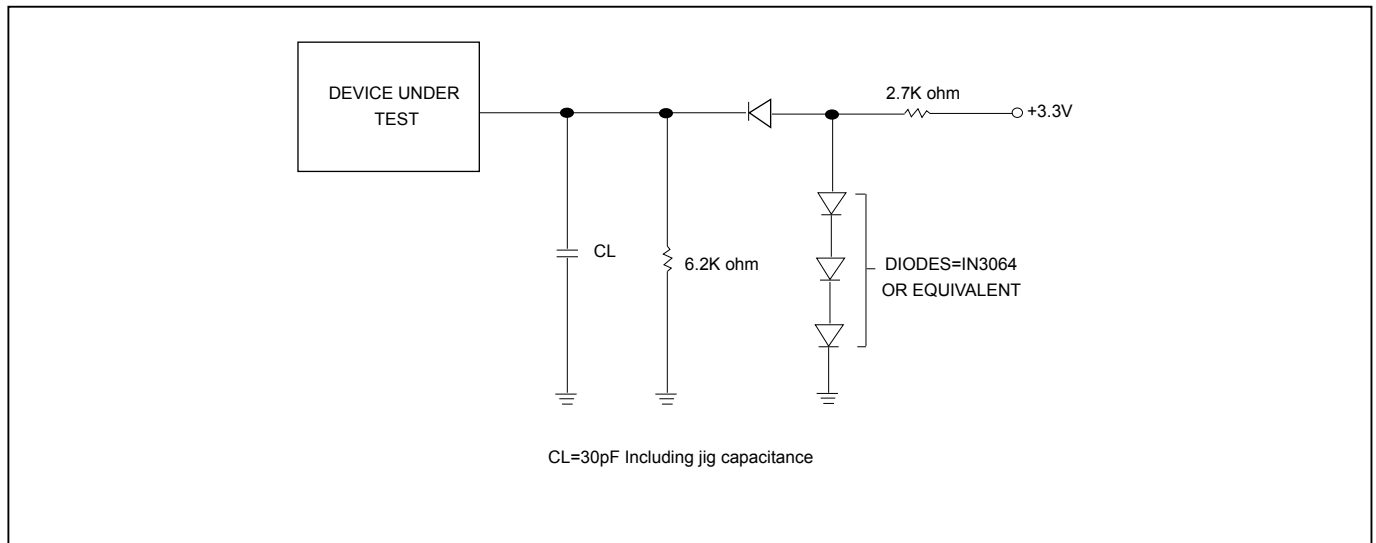 DEVICE UNDER
TEST
2.7K ohm
+3.3V
CL
6.2K ohm
DIODES=IN3064
OR EQUIVALENT
CL=30pF Including jig capacitance